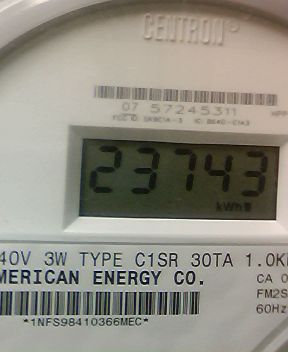 CENTRON®
07 57245311
23743
kWh
40V 3W TYPE C1SR 30TA 1.0K
MERICAN ENERGY CO.
CA 0
FM2S
60Hz
*1NFS98410366MEC*